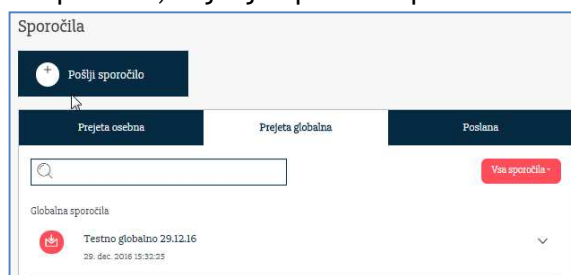 Sporočila
+ Pošlji sporočilo
Prejeta osebna Prejeta globalna Poslana
Vsa sporočila
Globalna sporočila
Testno globalno 29.12.16
29. dec. 2016 15:32:25